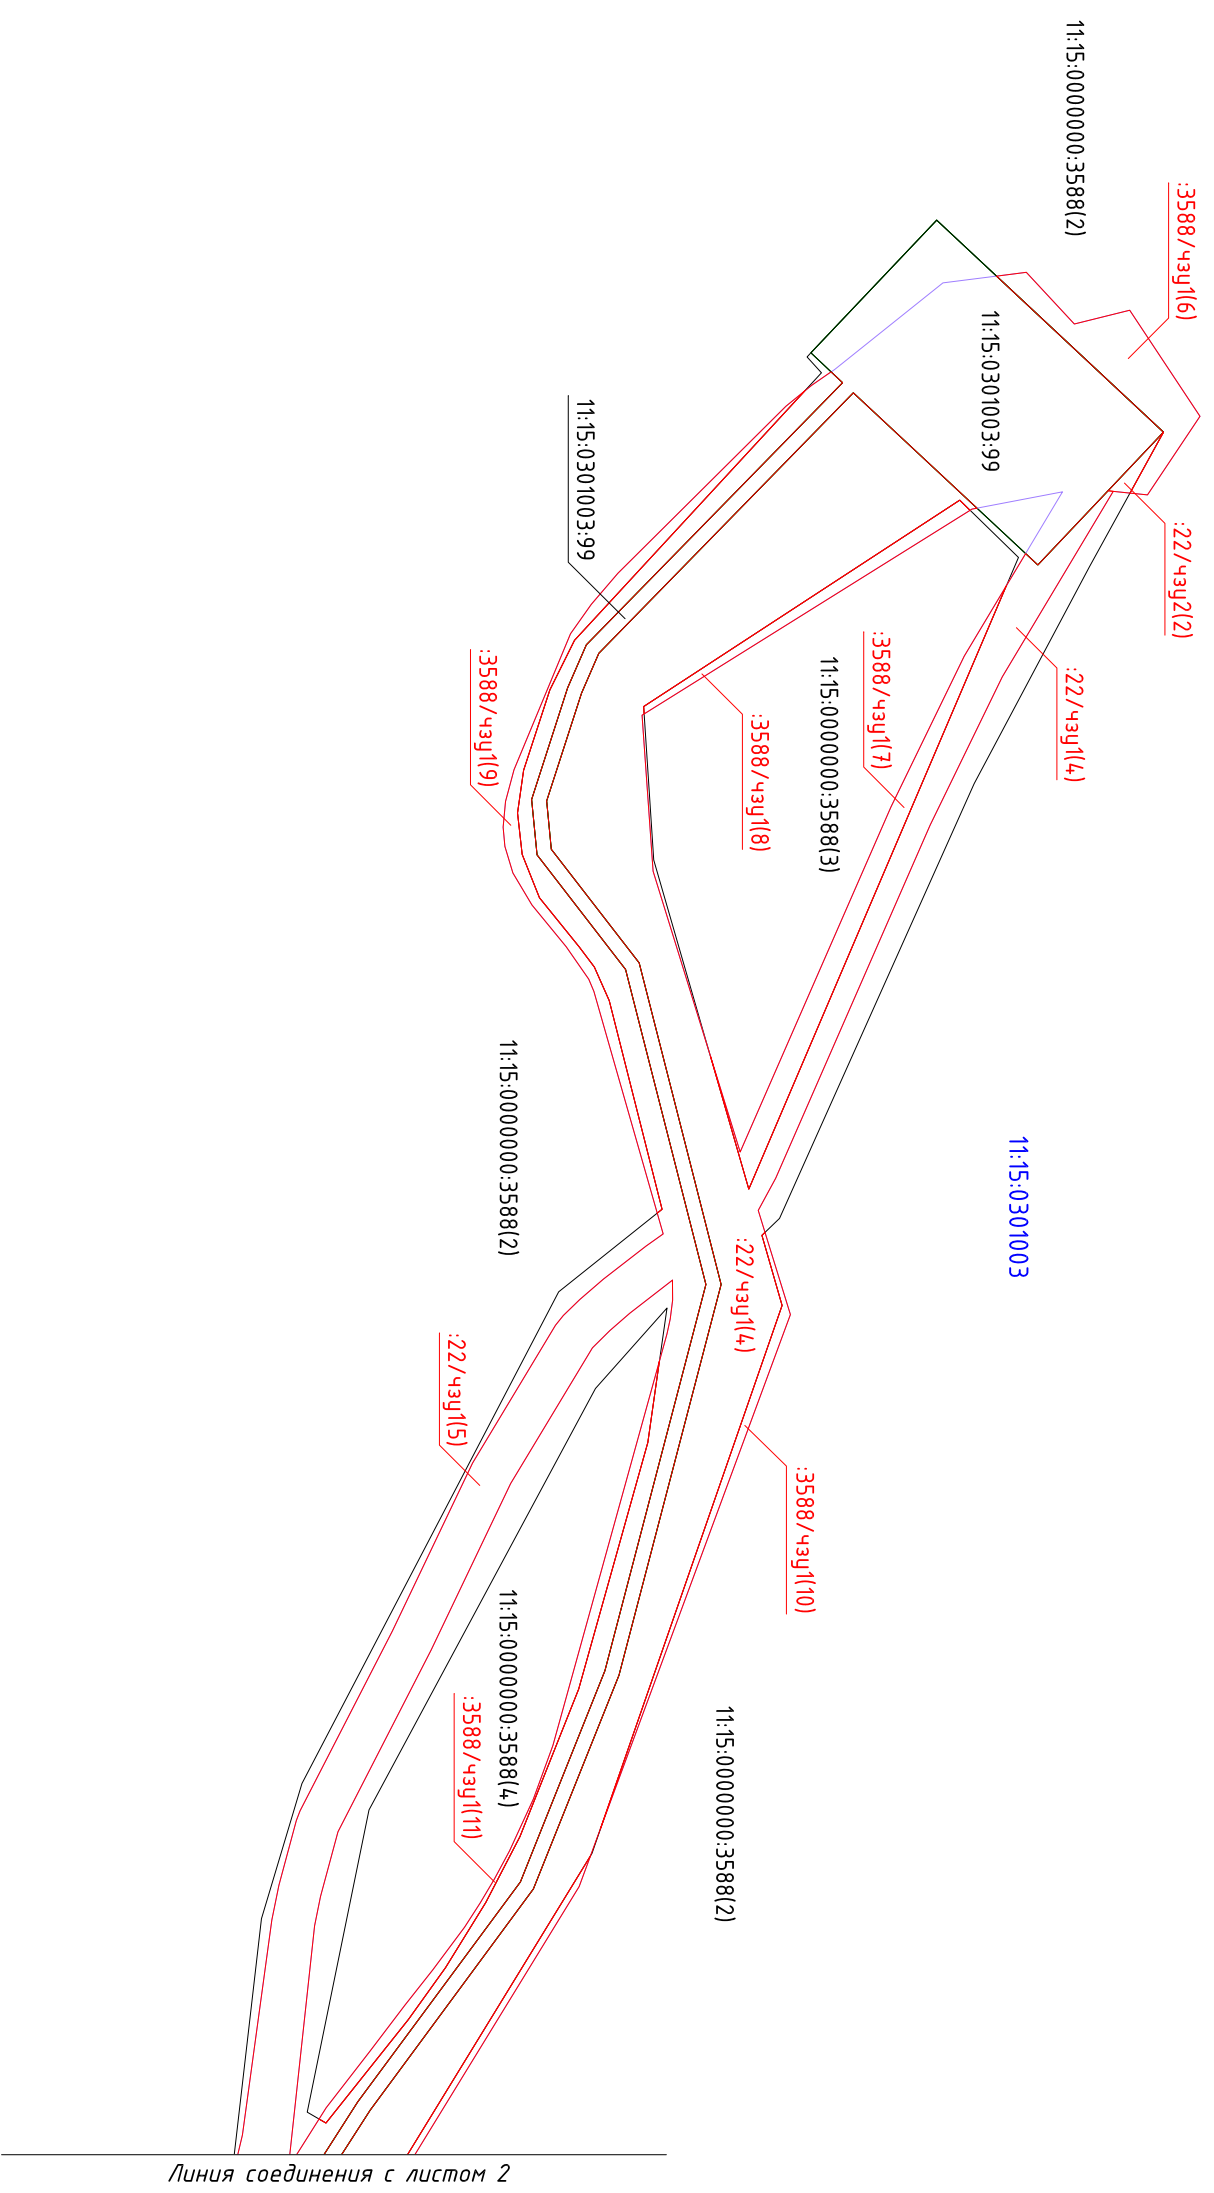 11:15:0000000:3588(2)
:3588/чзу1(6)
11:15:0301003:99
11:15:0301003:99
:22/чзу2(2)
:3588/чзу1(7)
:3588/чзу1(9)
11:15:0000000:3588(3)
:22/чзу1(4)
:3588/чзу1(8)
11:15:0000000:3588(2)
11:15:0301003
:22/чзу1(4)
:22/чзу1(5)
:3588/чзу1(10)
11:15:0000000:3588(4)
:3588/чзу1(11)
11:15:0000000:3588(2)
Линия соединения с листом 2